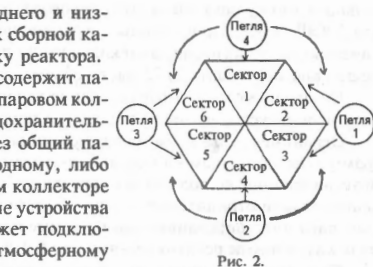 днего и низ-
к сборной ка-
ку реактора.
содержит па-
паровом кол-
дохранитель-
ез общий па-
одному, либо
м коллекторе
ие устройства
жет подклю-
тмосферному
Петля
4
Сектор
1
Сектор
6
Сектор
2
Петля
3
Петля
1
Сектор
5
Сектор
3
Сектор
4
Петля
2
Рис. 2.